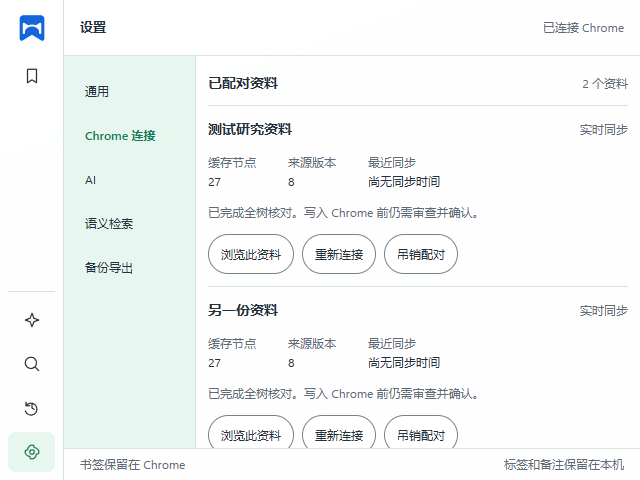 设置
已连接 Chrome
通用
Chrome 连接
AI
语义检索
备份导出
已配对资料
2 个资料
测试研究资料
实时同步
缓存节点 来源版本 最近同步
27 8 尚无同步时间
已完成全树核对。写入 Chrome 前仍需审查并确认。
浏览此资料 重新连接 吊销配对
另一份资料
实时同步
缓存节点 来源版本 最近同步
27 8 尚无同步时间
已完成全树核对。写入 Chrome 前仍需审查并确认。
浏览此资料 重新连接 吊销配对
书签保留在 Chrome
标签和备注保留在本机